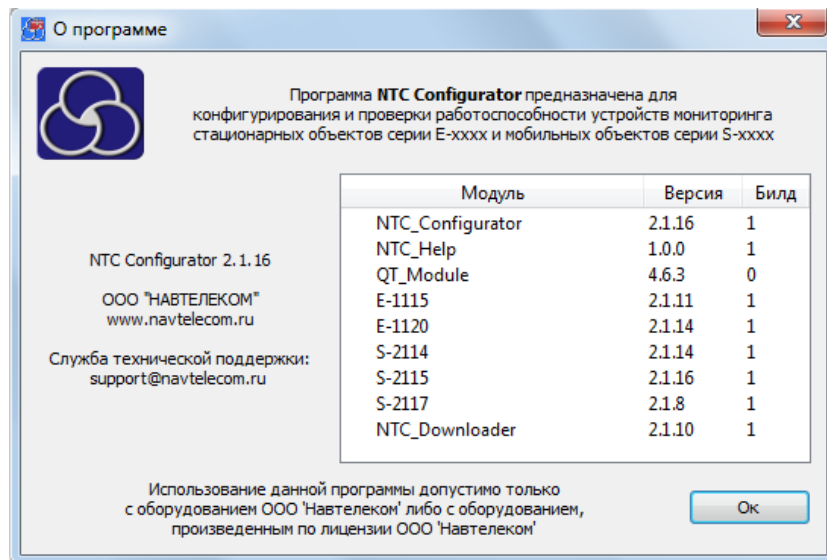 О программе
Программа NTC Configurator предназначена для
конфигурирования и проверки работоспособности устройств мониторинга
стационарных объектов серии E-xxxx и мобильных объектов серии S-xxxx
Модуль Версия Билд
NTC_Configurator 2.1.16 1
NTC_Help 1.0.0 1
QT_Module 4.6.3 0
E-1115 2.1.11 1
E-1120 2.1.14 1
S-2114 2.1.14 1
S-2115 2.1.16 1
S-2117 2.1.8 1
NTC_Downloader 2.1.10 1
NTC Configurator 2.1.16
ООО "НАВТЕЛЕКОМ"
www.navtelecom.ru
Служба технической поддержки:
support@navtelecom.ru
Использование данной программы допустимо только
с оборудованием ООО 'Навтелеком' либо с оборудованием,
произведенным по лицензии ООО 'Навтелеком'
Ок